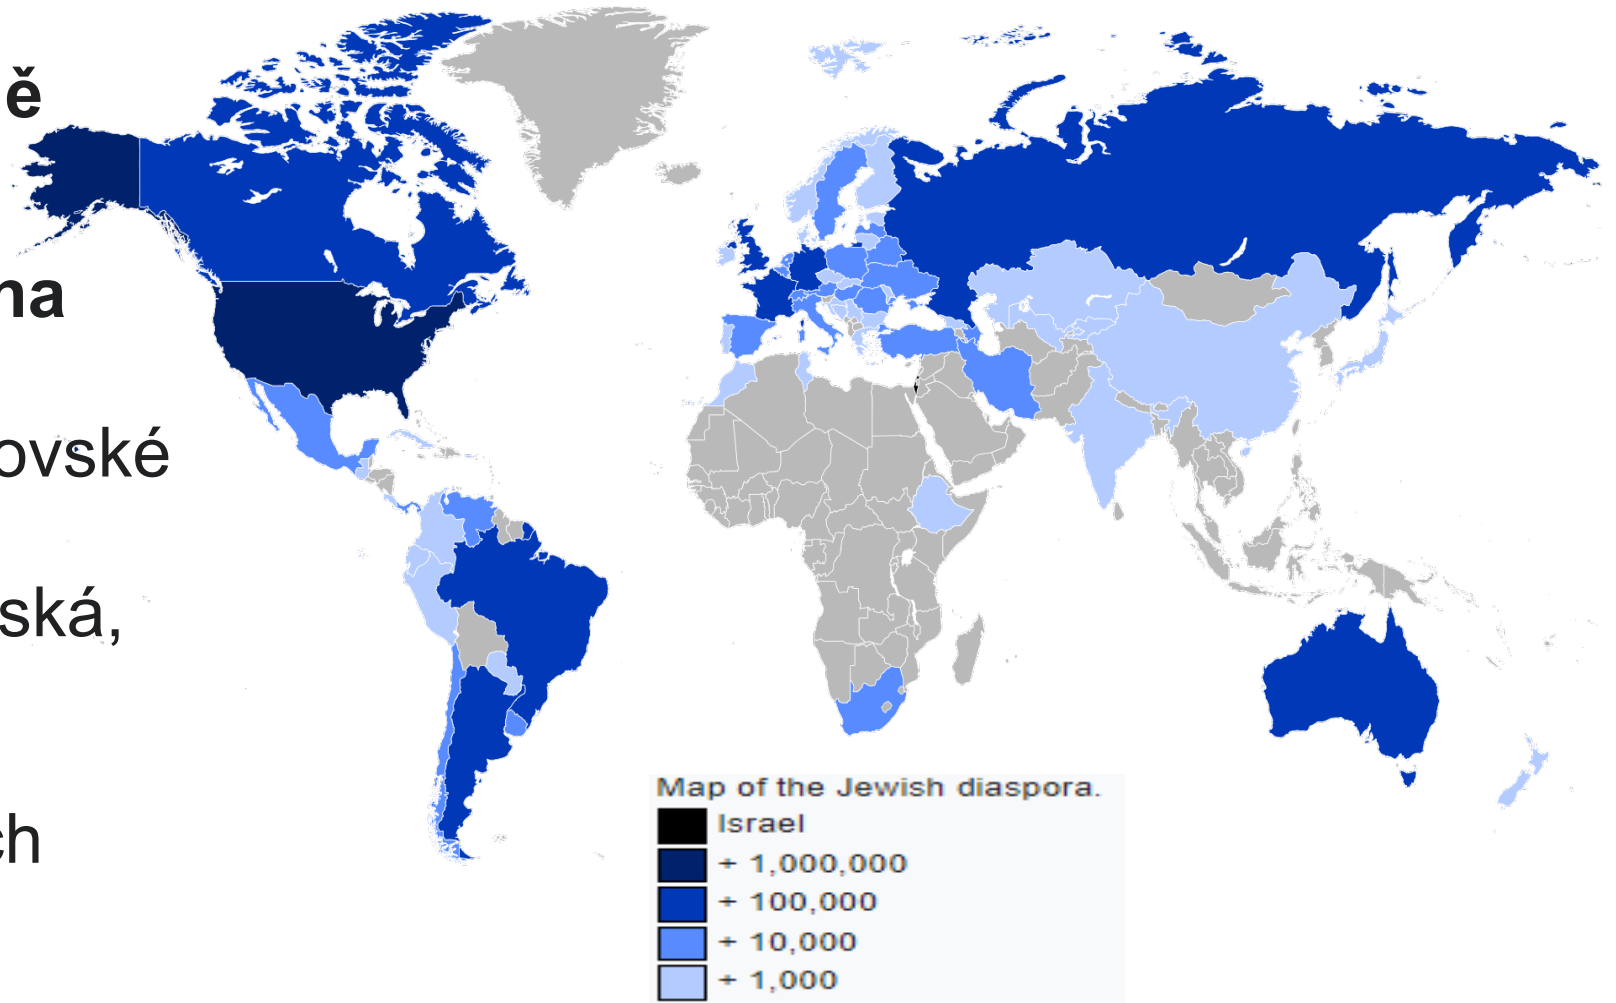 ě
na
ovské
ská,
ch
Map of the Jewish diaspora.
Israel
+ 1,000,000
+ 100,000
+ 10,000
+ 1,000